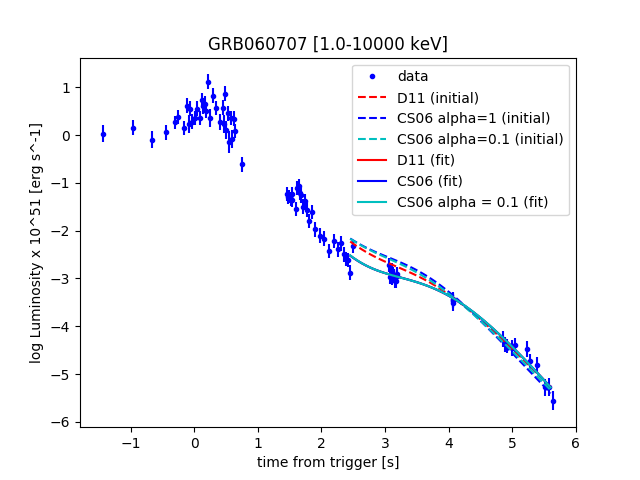 GRB060707 [1.0-10000 keV]
data
D11 (initial)
CS06 alpha=1 (initial)
CS06 alpha=0.1 (initial)
D11 (fit)
CS06 (fit)
CS06 alpha = 0.1 (fit)
log Luminosity x 10^51 [erg s^-1]
1
0
−1
−2
−3
−4
−5
−6
−1 0 1 2 3 4 5 6
time from trigger [s]